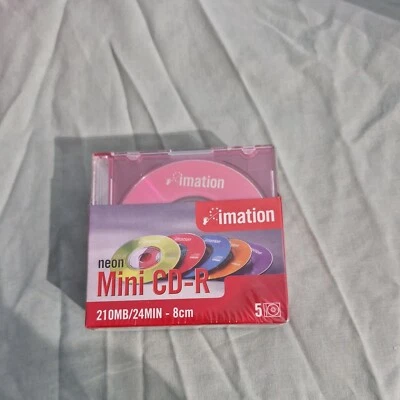 imation
imation
neon
Mini CD-R
210MB/24MIN - 8cm
5